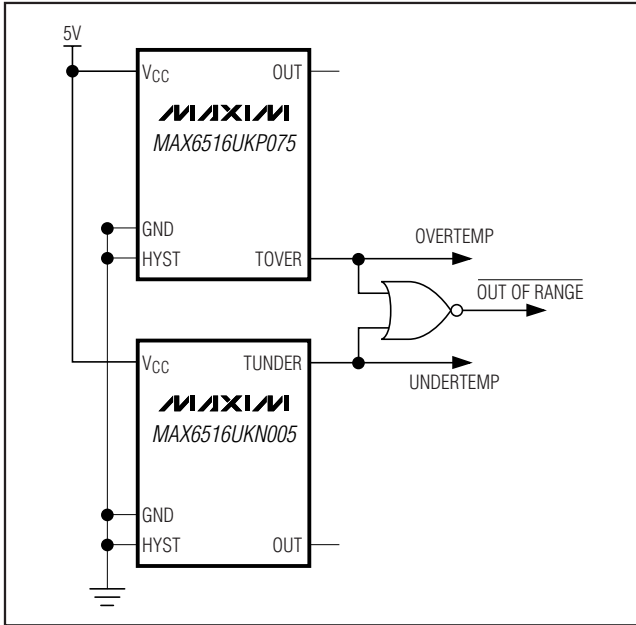 5V
VCC
OUT
MAXIM
MAX6516UKP075
GND
HYST
TOVER
OVERTEMP
OUT OF RANGE
VCC
TUNDER
UNDERTEMP
MAXIM
MAX6516UKN005
GND
HYST
OUT